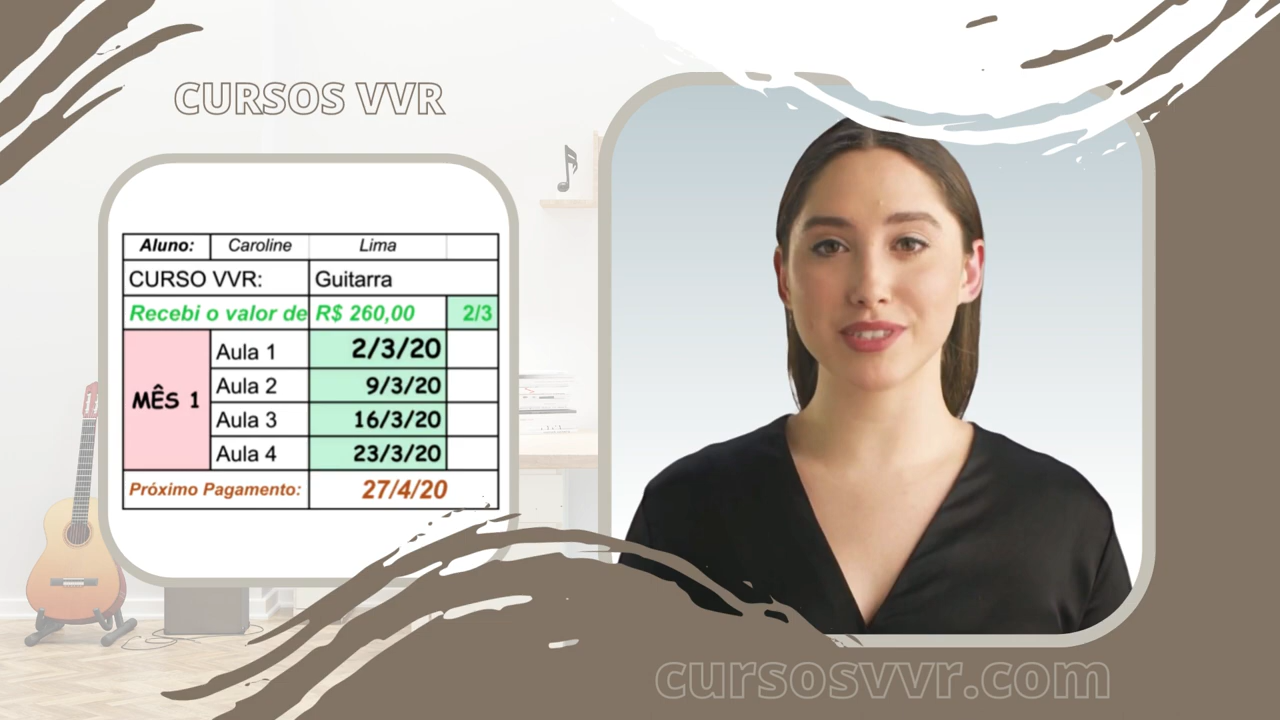 CURSOS VVR
Aluno: Caroline Lima
CURSO VVR: Guitarra
Recebi o valor de R$ 260,00 2/3
MÊS 1
Aula 1 2/3/20
Aula 2 9/3/20
Aula 3 16/3/20
Aula 4 23/3/20
Próximo Pagamento: 27/4/20
cursosvvr.com